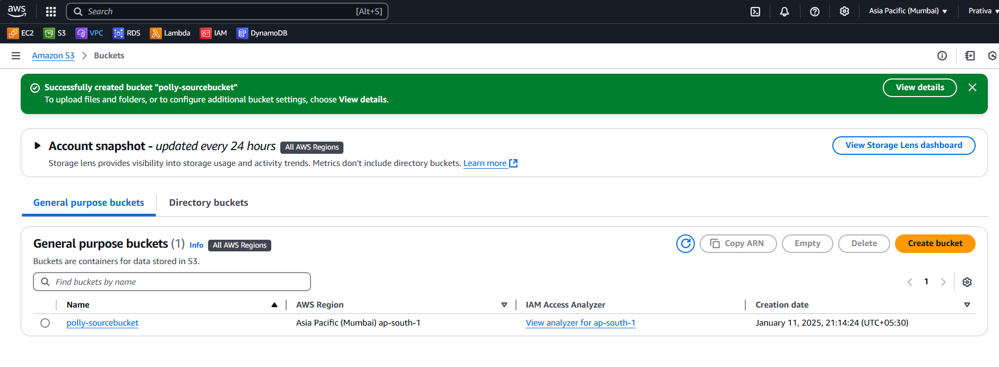 aws Search [Alt+S] Asia Pacific (Mumbai) Prativa
EC2 S3 VPC RDS Lambda IAM DynamoDB
Amazon S3 Buckets
Successfully created bucket "polly-sourcebucket" View details
To upload files and folders, or to configure additional bucket settings, choose View details.
Account snapshot - updated every 24 hours All AWS Regions View Storage Lens dashboard
Storage lens provides visibility into storage usage and activity trends. Metrics don't include directory buckets. Learn more
General purpose buckets Directory buckets
General purpose buckets (1) Info All AWS Regions Copy ARN Empty Delete Create bucket
Buckets are containers for data stored in S3.
Find buckets by name 1
Name AWS Region IAM Access Analyzer Creation date
polly-sourcebucket Asia Pacific (Mumbai) ap-south-1 View analyzer for ap-south-1 January 11, 2025, 21:14:24 (UTC+05:30)